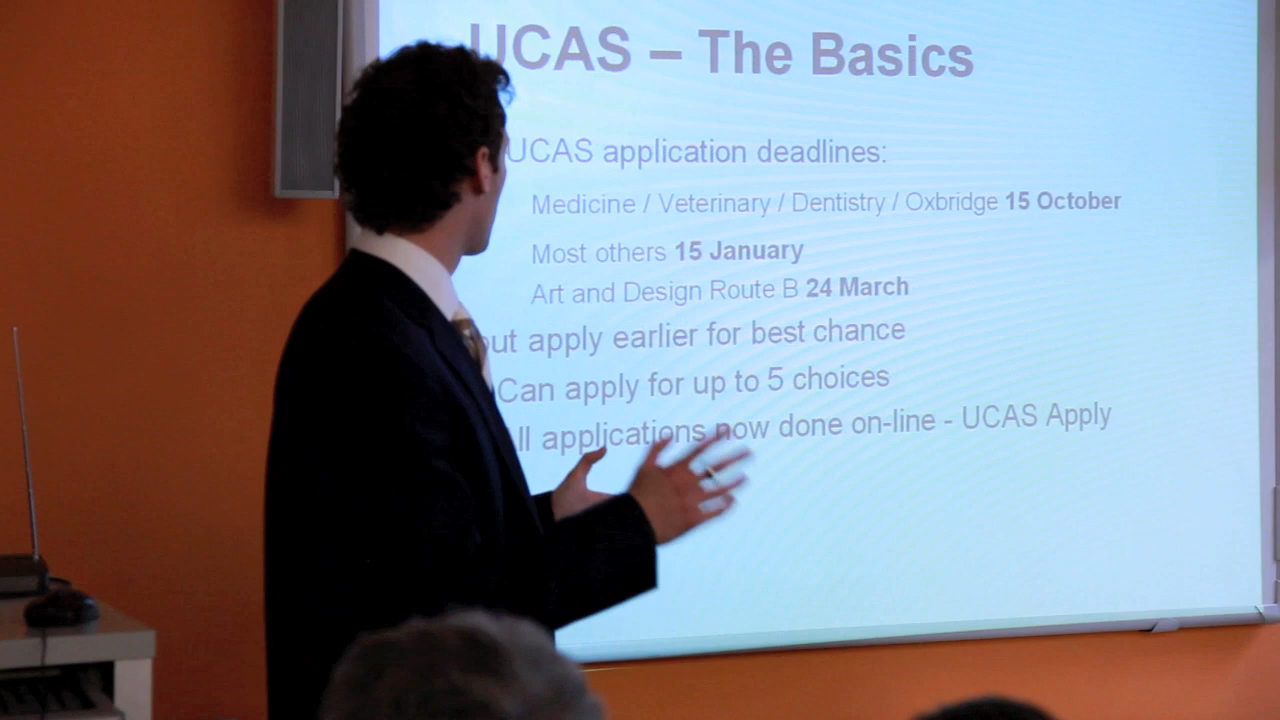 UCAS – The Basics
UCAS application deadlines:
Medicine / Veterinary / Dentistry / Oxbridge 15 October
Most others 15 January
Art and Design Route B 24 March
but apply earlier for best chance
Can apply for up to 5 choices
All applications now done on-line - UCAS Apply